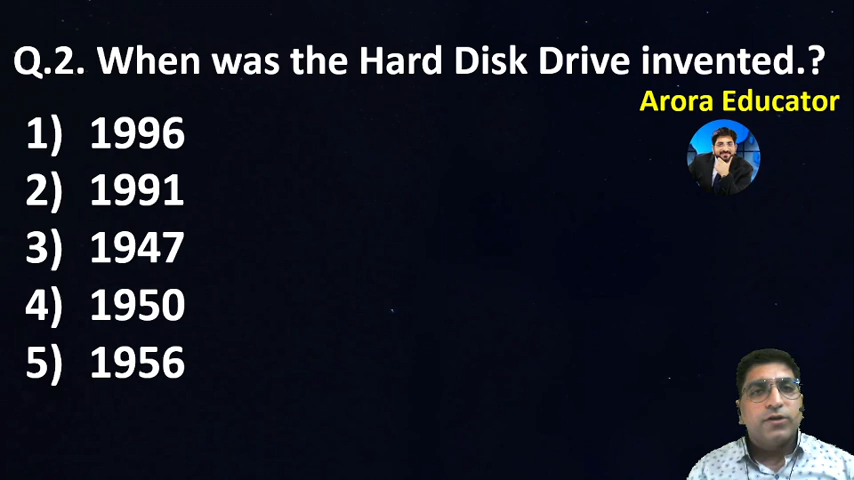 Q.2. When was the Hard Disk Drive invented.?
Arora Educator
1) 1996
2) 1991
3) 1947
4) 1950
5) 1956